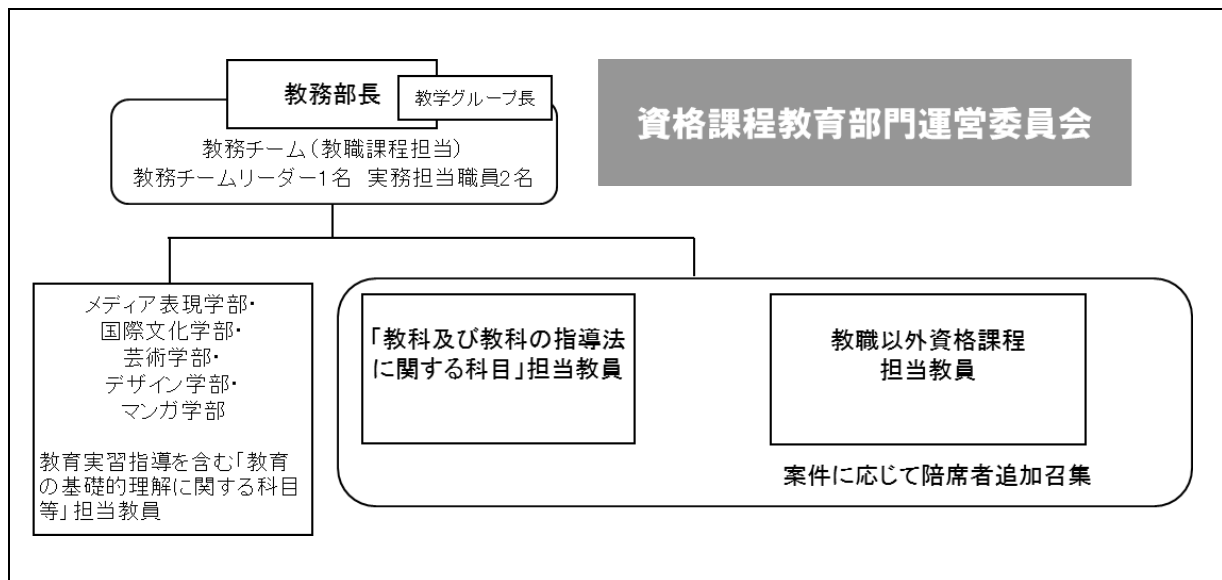 教務部長
教学グループ長
教務チーム（教職課程担当）
教務チームリーダー1名　実務担当職員2名
資格課程教育部門運営委員会
メディア表現学部・
国際文化学部・
芸術学部・
デザイン学部・
マンガ学部
教育実習指導を含む「教育
の基礎的理解に関する科目
等」担当教員
「教科及び教科の指導法
に関する科目」担当教員
教職以外資格課程
担当教員
案件に応じて陪席者追加召集